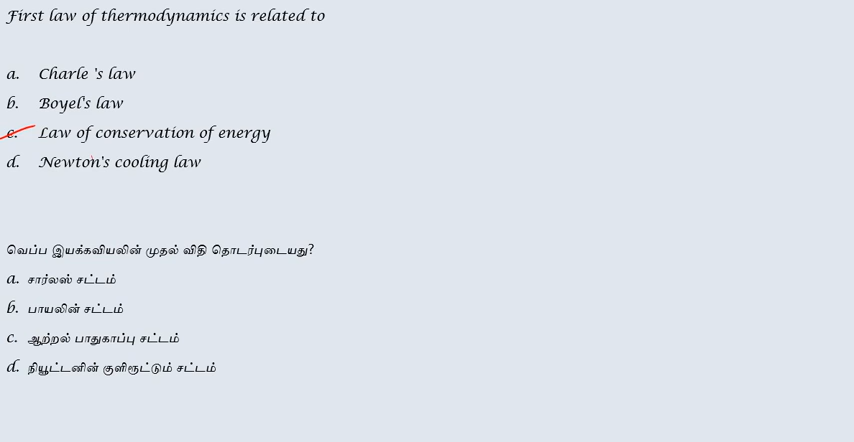 First law of thermodynamics is related to
a. Charle 's law
b. Boyel's law
c. Law of conservation of energy
d. Newton's cooling law
வெப்ப இயக்கவியலின் முதல் விதி தொடர்புடையது?
a. சார்லஸ் சட்டம்
b. பாயலின் சட்டம்
c. ஆற்றல் பாதுகாப்பு சட்டம்
d. நியூட்டனின் குளிரூட்டும் சட்டம்